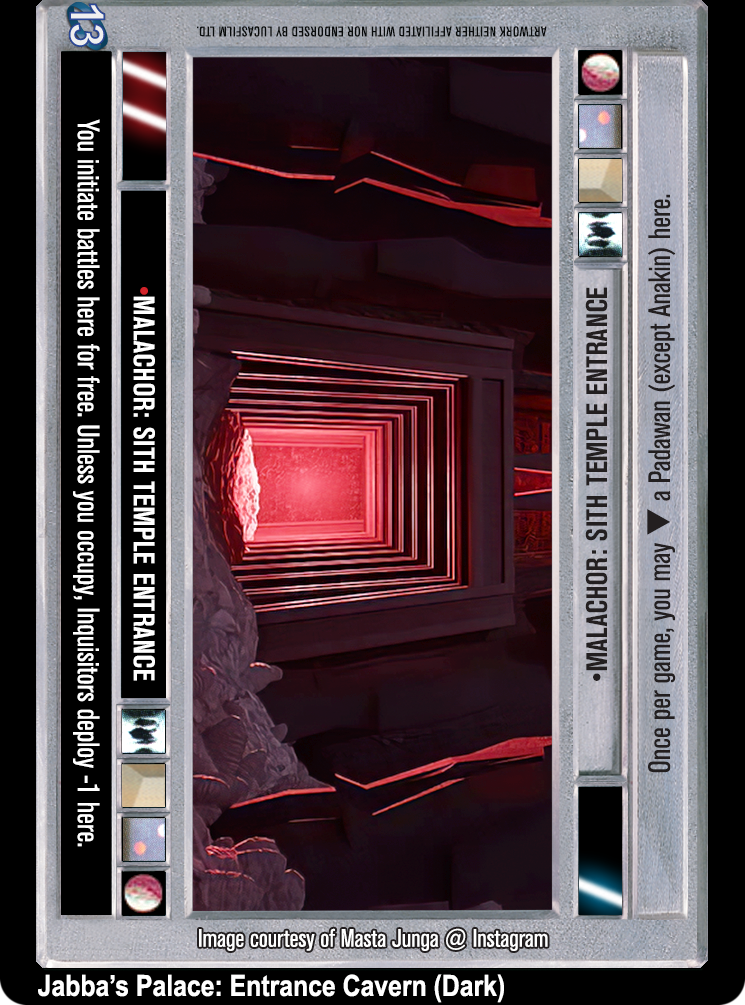 13
ARTWORK NEITHER AFFILIATED WITH NOR ENDORSED BY LUCASFILM LTD.
You initiate battles here for free. Unless you occupy, Inquisitors deploy -1 here.
•MALACHOR: SITH TEMPLE ENTRANCE
•MALACHOR: SITH TEMPLE ENTRANCE
Once per game, you may ▼ a Padawan (except Anakin) here.
Image courtesy of Masta Junga @ Instagram
Jabba's Palace: Entrance Cavern (Dark)